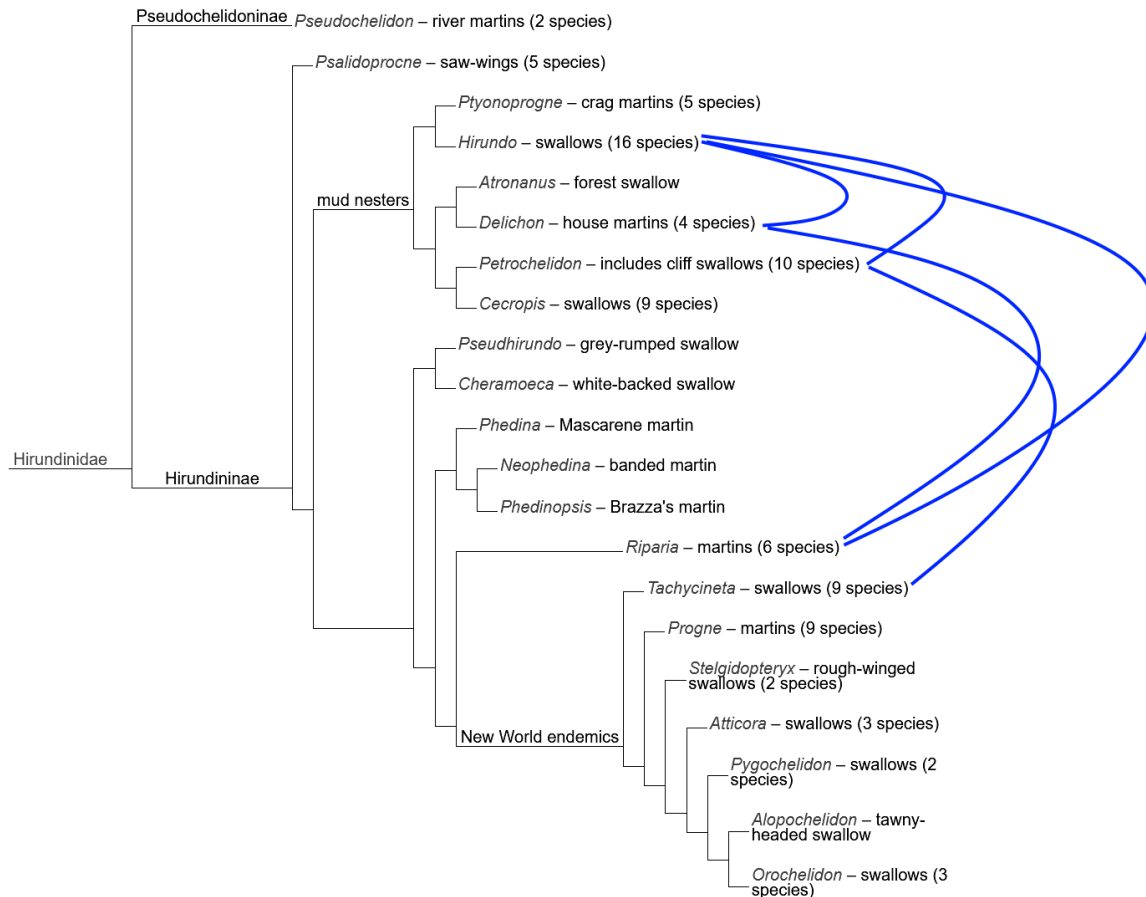 Pseudochelidoninae
Pseudochelidon – river martins (2 species)
Psalidoprocne – saw-wings (5 species)
Ptyonoprogne – crag martins (5 species)
Hirundo – swallows (16 species)
Atronanus – forest swallow
mud nesters
Delichon – house martins (4 species)
Petrochelidon – includes cliff swallows (10 species)
Cecropis – swallows (9 species)
Pseudhirundo – grey-rumped swallow
Cheramoeca – white-backed swallow
Phedina – Mascarene martin
Hirundinidae
Neophedina – banded martin
Hirundininae
Phedinopsis – Brazza's martin
Riparia – martins (6 species)
Tachycineta – swallows (9 species)
Progne – martins (9 species)
Stelgidopteryx – rough-winged
swallows (2 species)
Atticora – swallows (3 species)
New World endemics
Pygochelidon – swallows (2
species)
Alopochelidon – tawny-
headed swallow
Orochelidon – swallows (3
species)